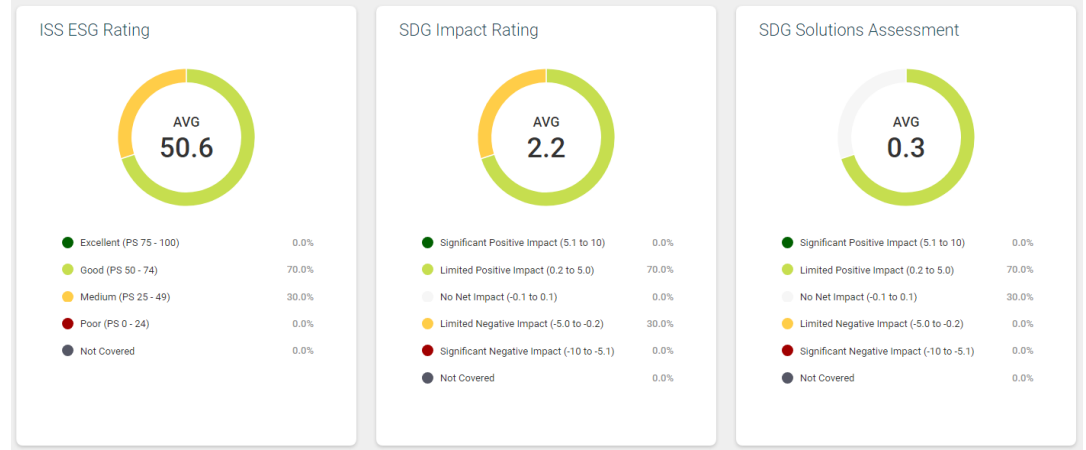 ISS ESG Rating
AVG
50.6
Excellent (PS 75 - 100) 0.0%
Good (PS 50 - 74) 70.0%
Medium (PS 25 - 49) 30.0%
Poor (PS 0 - 24) 0.0%
Not Covered 0.0%
SDG Impact Rating
AVG
2.2
Significant Positive Impact (5.1 to 10) 0.0%
Limited Positive Impact (0.2 to 5.0) 70.0%
No Net Impact (-0.1 to 0.1) 0.0%
Limited Negative Impact (-5.0 to -0.2) 30.0%
Significant Negative Impact (-10 to -5.1) 0.0%
Not Covered 0.0%
SDG Solutions Assessment
AVG
0.3
Significant Positive Impact (5.1 to 10) 0.0%
Limited Positive Impact (0.2 to 5.0) 70.0%
No Net Impact (-0.1 to 0.1) 30.0%
Limited Negative Impact (-5.0 to -0.2) 0.0%
Significant Negative Impact (-10 to -5.1) 0.0%
Not Covered 0.0%